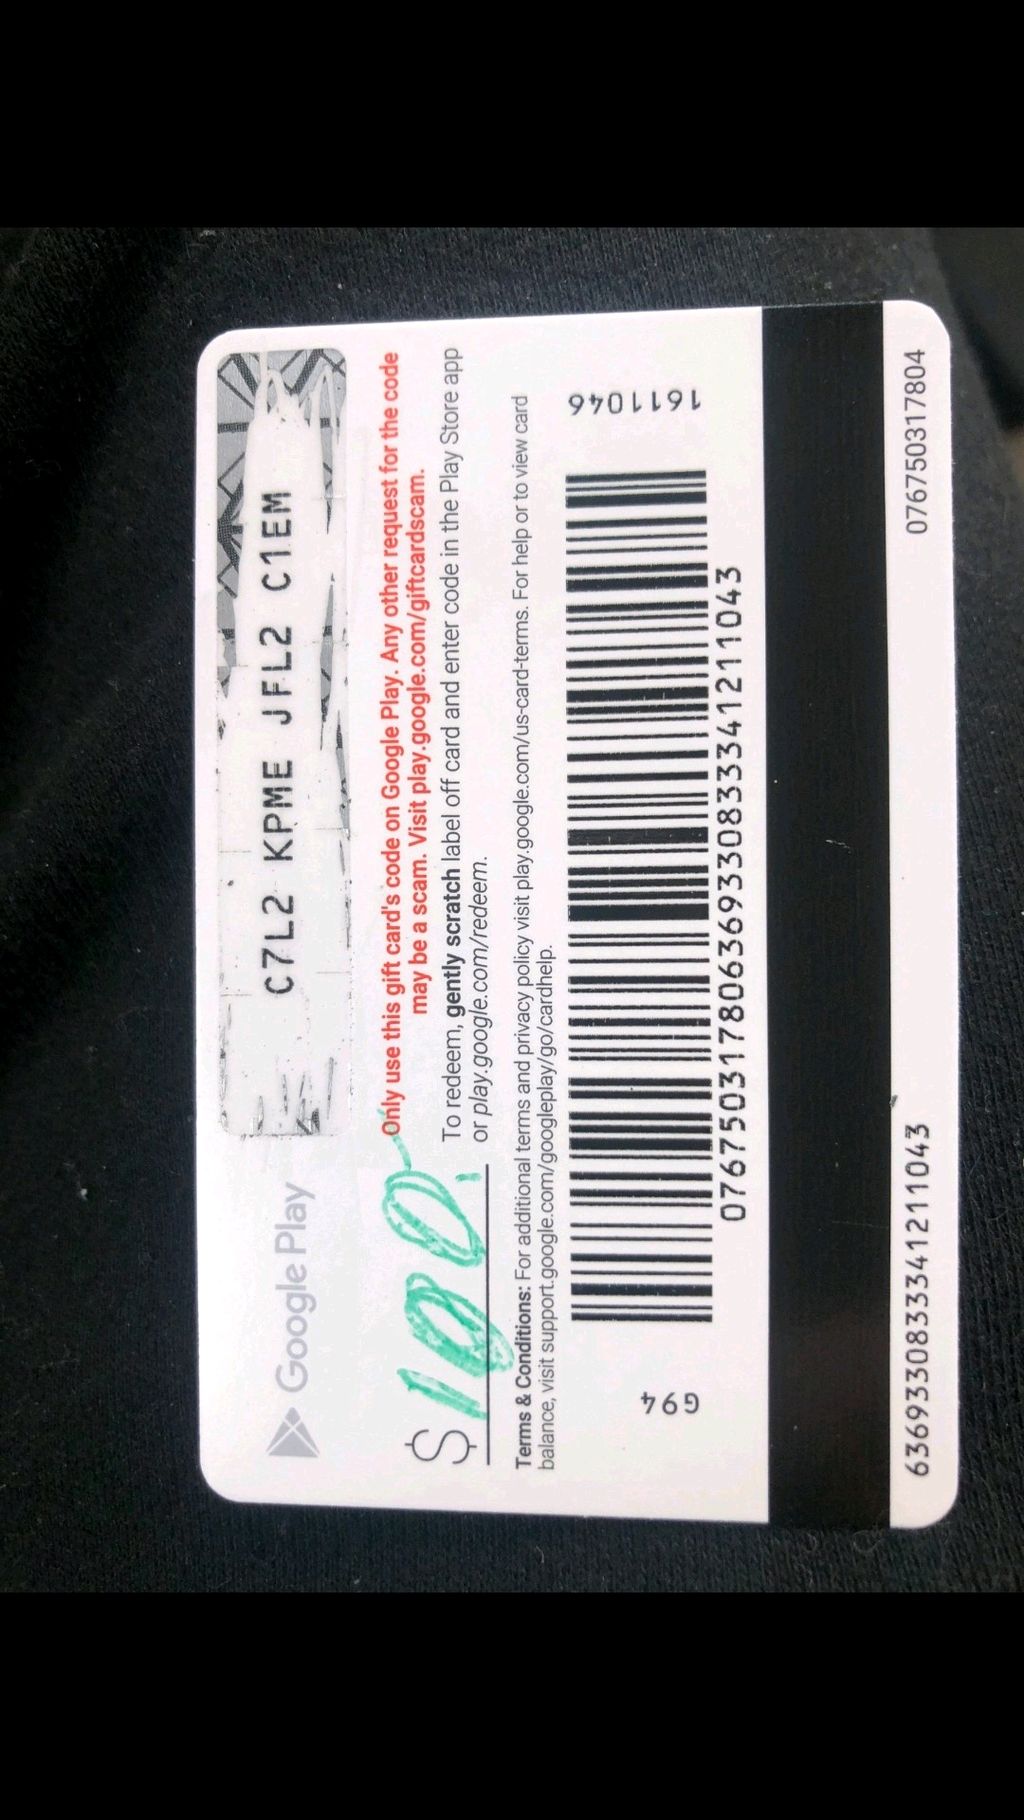 Google Play
C7L2 KPME JFL2 C1EM
$100
Only use this gift card's code on Google Play. Any other request for the code
may be a scam. Visit play.google.com/giftcardscam.
To redeem, gently scratch label off card and enter code in the Play Store app
or play.google.com/redeem.
Terms & Conditions: For additional terms and privacy policy visit play.google.com/us-card-terms. For help or to view card
balance, visit support.google.com/googleplay/go/cardhelp.
G94
1611046
076750317806369330833341211043
6369330833341211043
076750317804